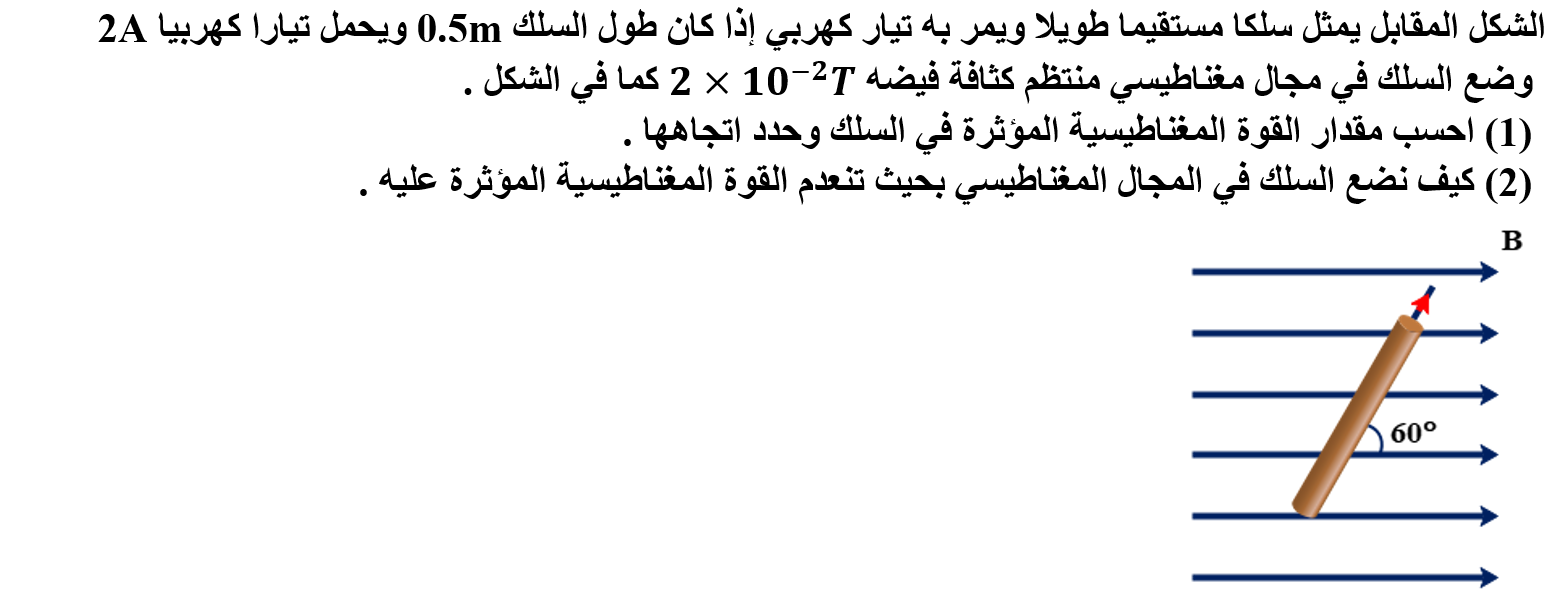 الشكل المقابل يمثل سلكا مستقيما طويلا ويمر به تيار كهربي إذا كان طول السلك 0.5m ويحمل تيارا كهربيا 2A
وضع السلك في مجال مغناطيسي منتظم كثافة فيضه 2 × 10⁻²T كما في الشكل .
(1) احسب مقدار القوة المغناطيسية المؤثرة في السلك وحدد اتجاهها .
(2) كيف نضع السلك في المجال المغناطيسي بحيث تنعدم القوة المغناطيسية المؤثرة عليه .
B
60°